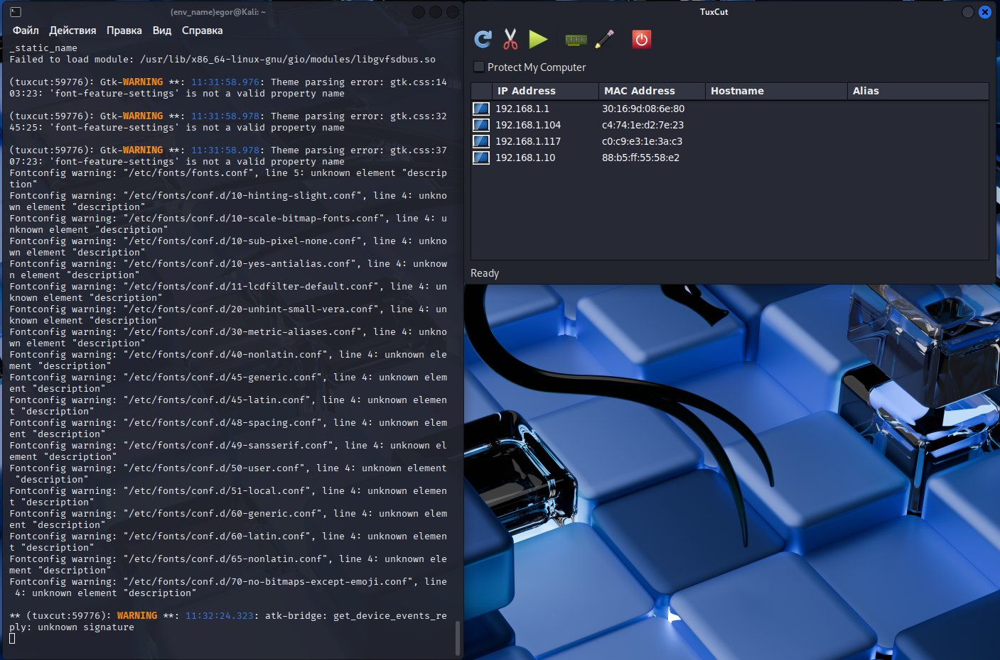 (env_name)egor@Kali: ~
Файл Действия Правка Вид Справка
_static_name
Failed to load module: /usr/lib/x86_64-linux-gnu/gio/modules/libgvfsdbus.so
(tuxcut:59776): Gtk-WARNING **: 11:31:58.976: Theme parsing error: gtk.css:14
03:23: 'font-feature-settings' is not a valid property name
(tuxcut:59776): Gtk-WARNING **: 11:31:58.978: Theme parsing error: gtk.css:32
45:25: 'font-feature-settings' is not a valid property name
(tuxcut:59776): Gtk-WARNING **: 11:31:58.978: Theme parsing error: gtk.css:37
07:23: 'font-feature-settings' is not a valid property name
Fontconfig warning: "/etc/fonts/fonts.conf", line 5: unknown element "descrip
tion"
Fontconfig warning: "/etc/fonts/conf.d/10-hinting-slight.conf", line 4: unkno
wn element "description"
Fontconfig warning: "/etc/fonts/conf.d/10-scale-bitmap-fonts.conf", line 4: u
nknown element "description"
Fontconfig warning: "/etc/fonts/conf.d/10-sub-pixel-none.conf", line 4: unkno
wn element "description"
Fontconfig warning: "/etc/fonts/conf.d/10-yes-antialias.conf", line 4: unknow
n element "description"
Fontconfig warning: "/etc/fonts/conf.d/11-lcdfilter-default.conf", line 4: un
known element "description"
Fontconfig warning: "/etc/fonts/conf.d/20-unhint-small-vera.conf", line 4: un
known element "description"
Fontconfig warning: "/etc/fonts/conf.d/30-metric-aliases.conf", line 4: unkno
wn element "description"
Fontconfig warning: "/etc/fonts/conf.d/40-nonlatin.conf", line 4: unknown ele
ment "description"
Fontconfig warning: "/etc/fonts/conf.d/45-generic.conf", line 4: unknown elem
ent "description"
Fontconfig warning: "/etc/fonts/conf.d/45-latin.conf", line 4: unknown elemen
t "description"
Fontconfig warning: "/etc/fonts/conf.d/48-spacing.conf", line 4: unknown elem
ent "description"
Fontconfig warning: "/etc/fonts/conf.d/49-sansserif.conf", line 4: unknown el
ement "description"
Fontconfig warning: "/etc/fonts/conf.d/50-user.conf", line 4: unknown element
"description"
Fontconfig warning: "/etc/fonts/conf.d/51-local.conf", line 4: unknown elemen
t "description"
Fontconfig warning: "/etc/fonts/conf.d/60-generic.conf", line 4: unknown elem
ent "description"
Fontconfig warning: "/etc/fonts/conf.d/60-latin.conf", line 4: unknown elemen
t "description"
Fontconfig warning: "/etc/fonts/conf.d/65-nonlatin.conf", line 4: unknown ele
ment "description"
Fontconfig warning: "/etc/fonts/conf.d/70-no-bitmaps-except-emoji.conf", line
4: unknown element "description"
** (tuxcut:59776): WARNING **: 11:32:24.323: atk-bridge: get_device_events_re
ply: unknown signature
TuxCut
Protect My Computer
IP Address MAC Address Hostname Alias
192.168.1.1 30:16:9d:08:6e:80
192.168.1.104 c4:74:1e:d2:7e:23
192.168.1.117 c0:c9:e3:1e:3a:c3
192.168.1.10 88:b5:ff:55:58:e2
Ready